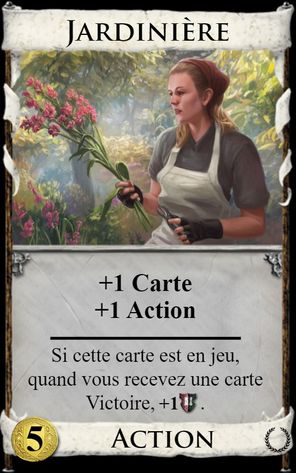 JARDINIÈRE
+1 Carte
+1 Action
Si cette carte est en jeu,
quand vous recevez une carte
Victoire, +1 .
5
ACTION